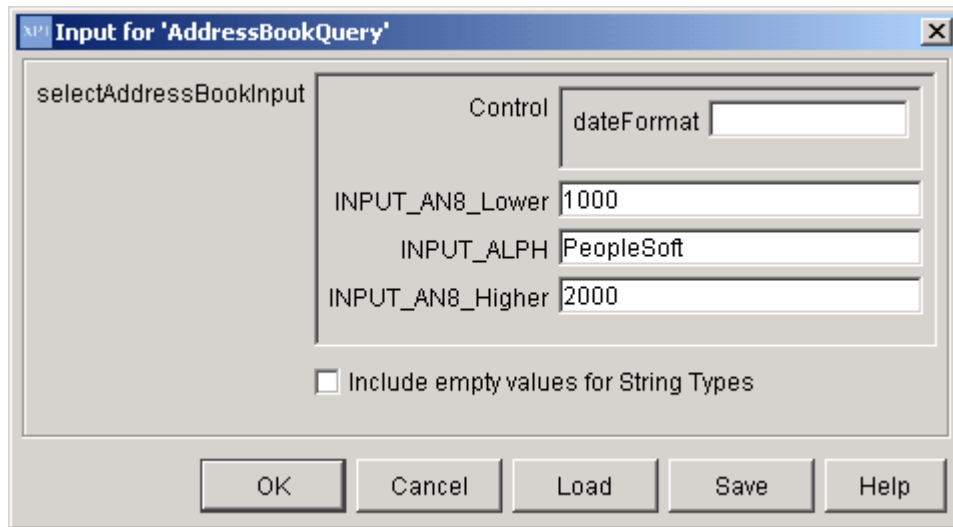 XPI Input for 'AddressBookQuery'
selectAddressBookInput
Control
dateFormat
INPUT_AN8_Lower 1000
INPUT_ALPH PeopleSoft
INPUT_AN8_Higher 2000
Include empty values for String Types
OK Cancel Load Save Help